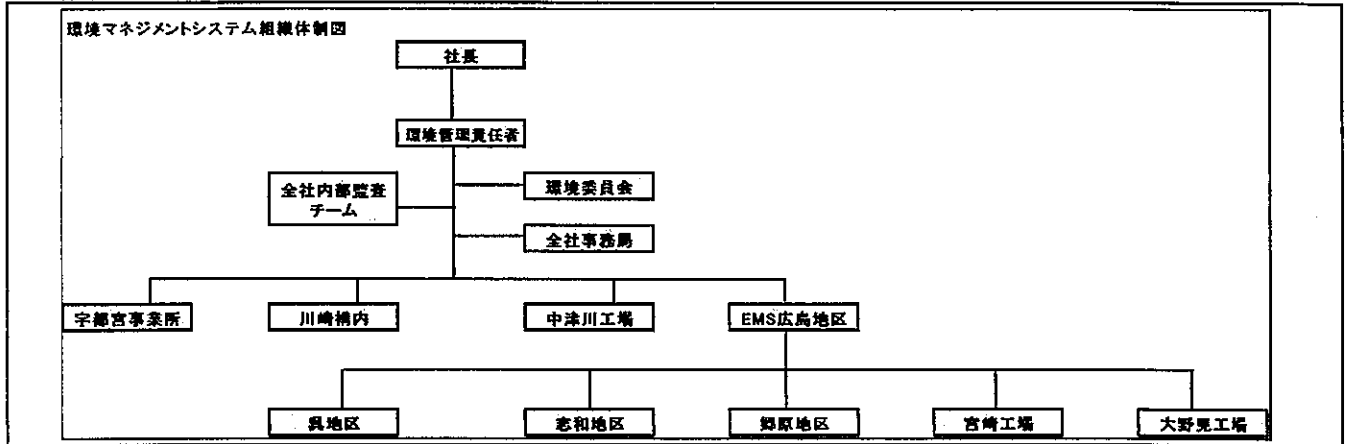 環境マネジメントシステム組織体制図
社長
環境管理責任者
全社内部監査
チーム
環境委員会
全社事務局
宇都宮事業所
川崎構内
中津川工場
EMS広島地区
呉地区
志和地区
郷原地区
宮崎工場
大野見工場